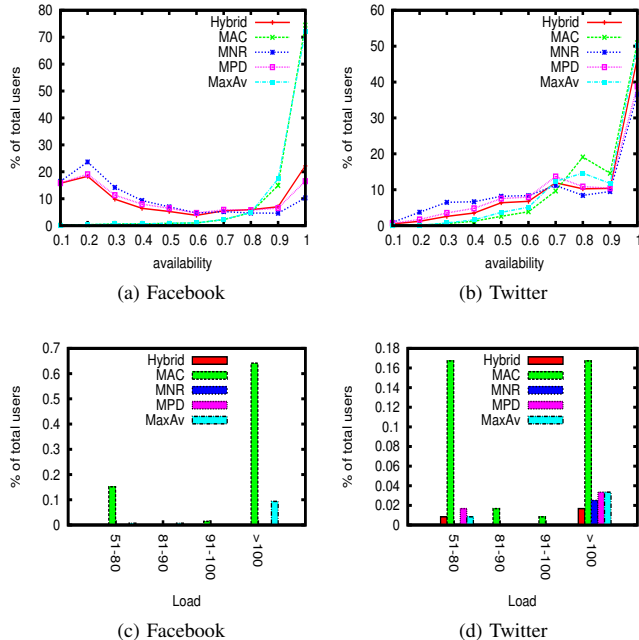 % of total users
80
70
60
50
40
30
20
10
0
Hybrid
MAC
MNR
MPD
MaxAv
0.1 0.2 0.3 0.4 0.5 0.6 0.7 0.8 0.9 1
availability
(a) Facebook
% of total users
60
50
40
30
20
10
0
Hybrid
MAC
MNR
MPD
MaxAv
0.1 0.2 0.3 0.4 0.5 0.6 0.7 0.8 0.9 1
availability
(b) Twitter
% of total users
0.7
0.6
0.5
0.4
0.3
0.2
0.1
0
Hybrid
MAC
MNR
MPD
MaxAv
51-80
81-90
91-100
> 100
Load
(c) Facebook
% of total users
0.18
0.16
0.14
0.12
0.1
0.08
0.06
0.04
0.02
0
Hybrid
MAC
MNR
MPD
MaxAv
51-80
81-90
91-100
> 100
Load
(d) Twitter